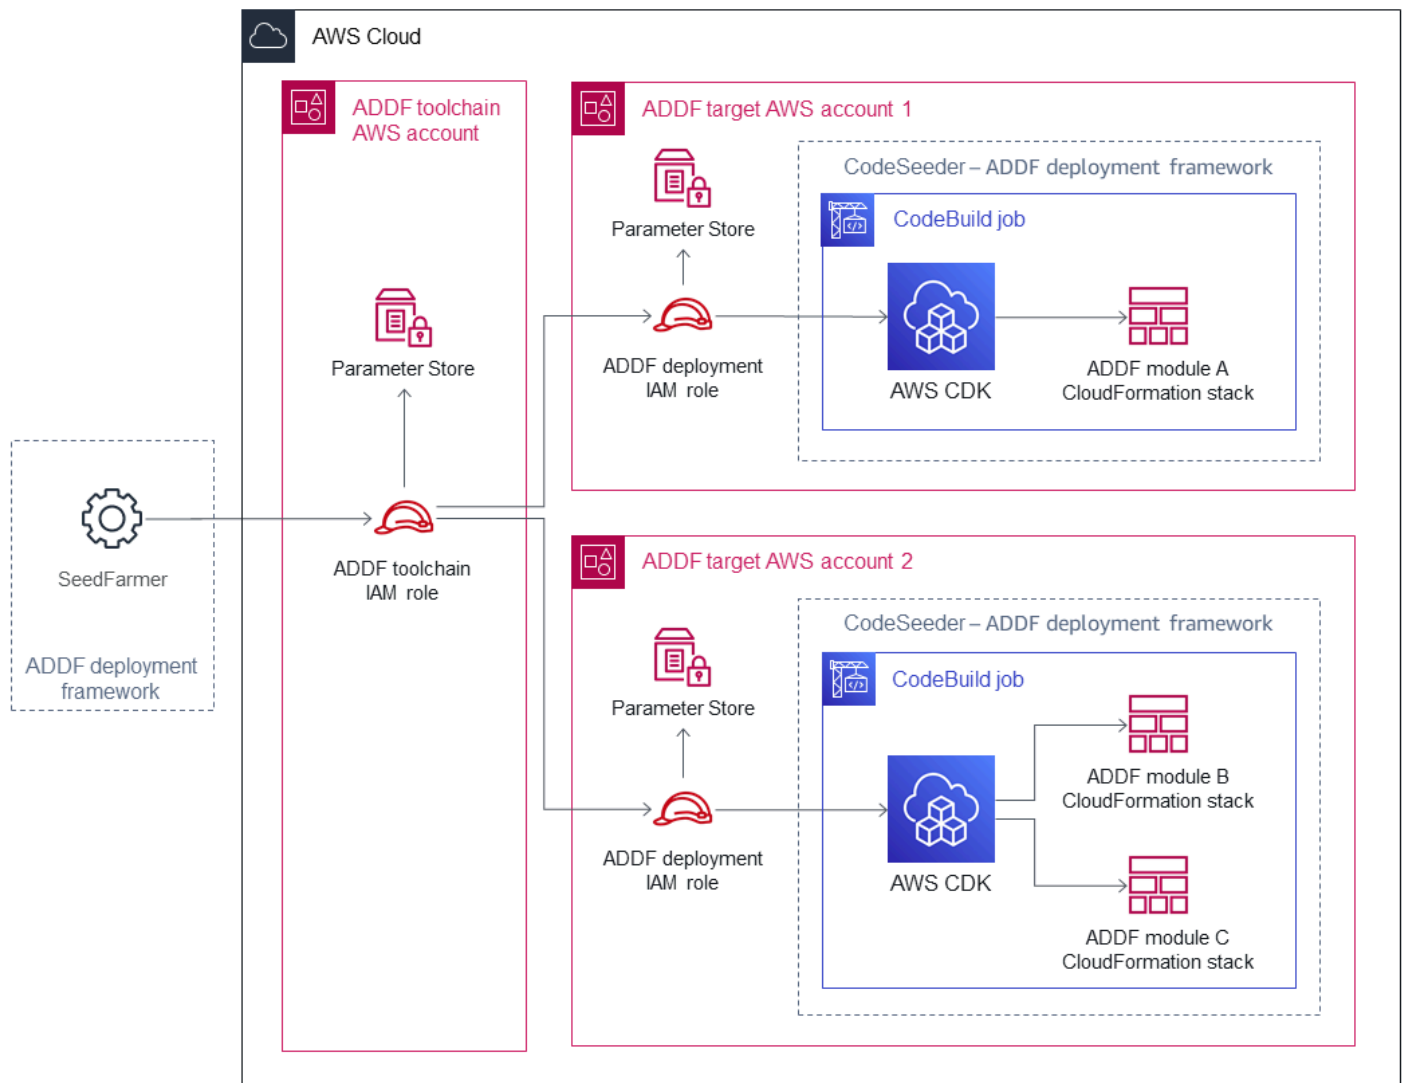 AWS Cloud
ADDF toolchain
AWS account
Parameter Store
ADDF toolchain
IAM role
SeedFarmer
ADDF deployment
framework
ADDF target AWS account 1
Parameter Store
ADDF deployment
IAM role
CodeSeeder – ADDF deployment framework
CodeBuild job
AWS CDK
ADDF module A
CloudFormation stack
ADDF target AWS account 2
Parameter Store
ADDF deployment
IAM role
CodeSeeder – ADDF deployment framework
CodeBuild job
AWS CDK
ADDF module B
CloudFormation stack
ADDF module C
CloudFormation stack